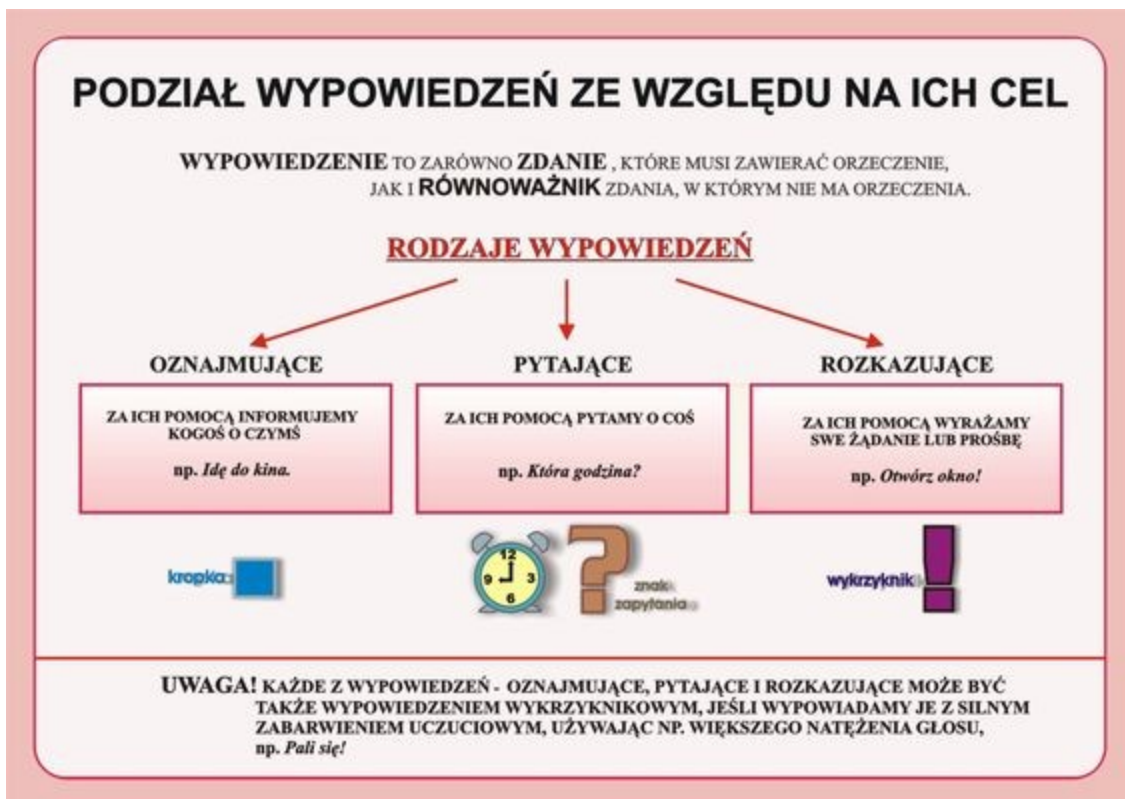 PODZIAŁ WYPOWIEDZEŃ ZE WZGLĘDU NA ICH CEL
WYPOWIEDZENIE TO ZARÓWNO ZDANIE , KTÓRE MUSI ZAWIERAĆ ORZECZENIE,
JAK I RÓWNOWAŻNIK ZDANIA, W KTÓRYM NIE MA ORZECZENIA.
RODZAJE WYPOWIEDZEŃ
OZNAJMUJĄCE
ZA ICH POMOCĄ INFORMUJEMY
KOGOŚ O CZYMŚ
np. Idę do kina.
kropka
PYTAJĄCE
ZA ICH POMOCĄ PYTAMY O COŚ
np. Która godzina?
12
9 3
6
?
znak
zapytania
ROZKAZUJĄCE
ZA ICH POMOCĄ WYRAŻAMY
SWE ŻĄDANIE LUB PROŚBĘ
np. Otwórz okno!
wykrzyknik !
UWAGA! KAŻDE Z WYPOWIEDZEŃ - OZNAJMUJĄCE, PYTAJĄCE I ROZKAZUJĄCE MOŻE BYĆ
TAKŻE WYPOWIEDZENIEM WYKRZYKNIKOWYM, JEŚLI WYPOWIADAMY JE Z SILNYM
ZABARWIENIEM UCZUCIOWYM, UŻYWAJĄC NP. WIĘKSZEGO NATĘŻENIA GŁOSU,
np. Pali się!